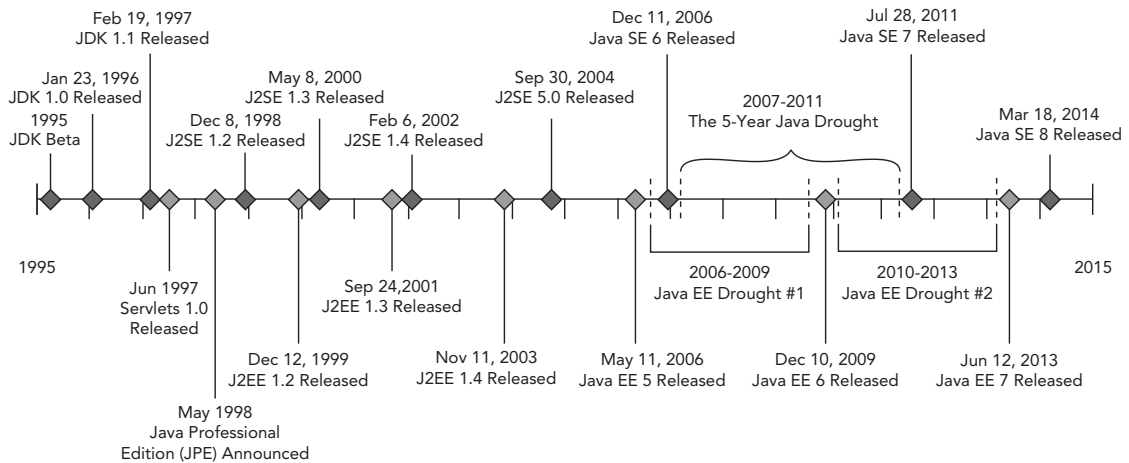 Feb 19, 1997
JDK 1.1 Released
Dec 11, 2006
Java SE 6 Released
Jul 28, 2011
Java SE 7 Released
Jan 23, 1996
JDK 1.0 Released
May 8, 2000
J2SE 1.3 Released
Sep 30, 2004
J2SE 5.0 Released
2007-2011
The 5-Year Java Drought
1995
JDK Beta
Dec 8, 1998
J2SE 1.2 Released
Feb 6, 2002
J2SE 1.4 Released
Mar 18, 2014
Java SE 8 Released
1995
2015
Jun 1997
Servlets 1.0
Released
Sep 24,2001
J2EE 1.3 Released
2006-2009
Java EE Drought #1
2010-2013
Java EE Drought #2
Dec 12, 1999
J2EE 1.2 Released
Nov 11, 2003
J2EE 1.4 Released
May 11, 2006
Java EE 5 Released
Dec 10, 2009
Java EE 6 Released
Jun 12, 2013
Java EE 7 Released
May 1998
Java Professional
Edition (JPE) Announced